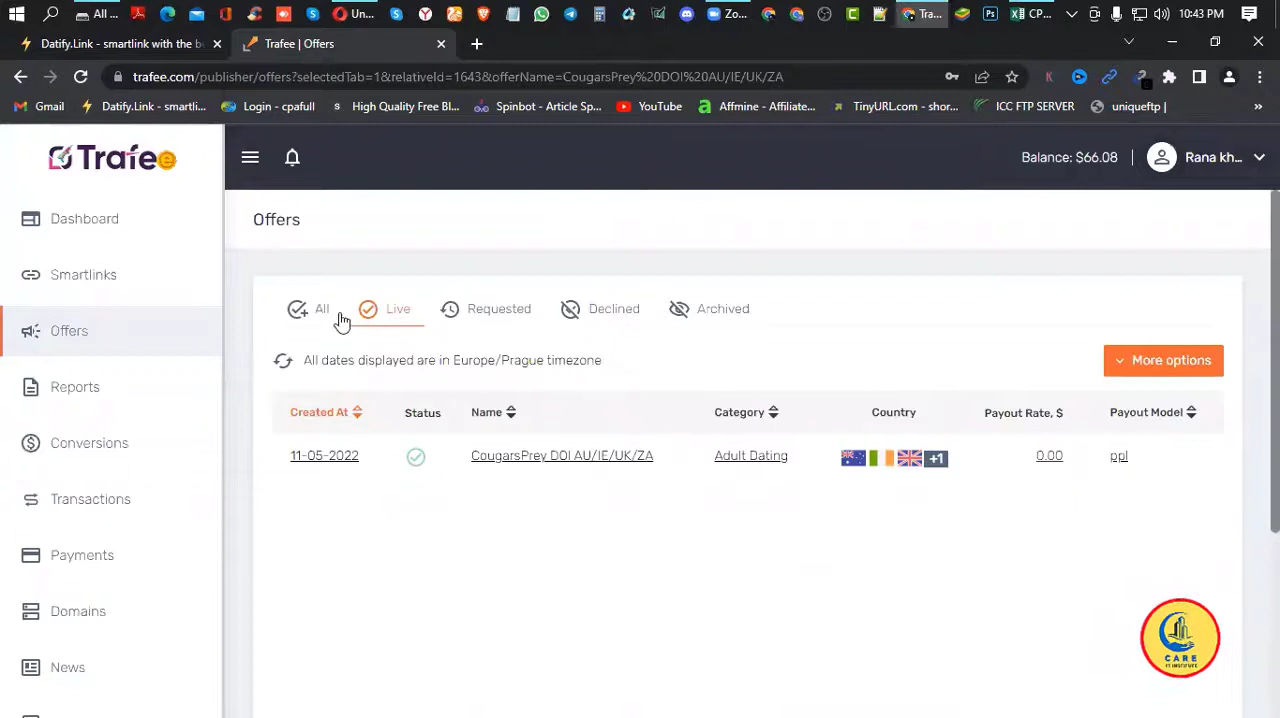 All
Un...
Zo...
Tra...
CP...
10:43 PM
Datify.Link - smartlink with the b
Trafee | Offers
trafee.com/publisher/offers?selectedTab=1&relativeId=1643&offerName=CougarsPrey%20DOI%20AU/IE/UK/ZA
Gmail
Datify.Link - smartli...
Login - cpafull
High Quality Free Bl...
Spinbot - Article Sp...
YouTube
Affmine - Affiliate...
TinyURL.com - shor...
ICC FTP SERVER
uniqueftp |
»
Trafee
Balance: $66.08
Rana kh...
Dashboard
Smartlinks
Offers
Reports
Conversions
Transactions
Payments
Domains
News
Offers
All
Live
Requested
Declined
Archived
All dates displayed are in Europe/Prague timezone
More options
Created At
Status
Name
Category
Country
Payout Rate, $
Payout Model
11-05-2022
CougarsPrey DOI AU/IE/UK/ZA
Adult Dating
+1
0.00
ppl
CARE
IT INSTITUTE